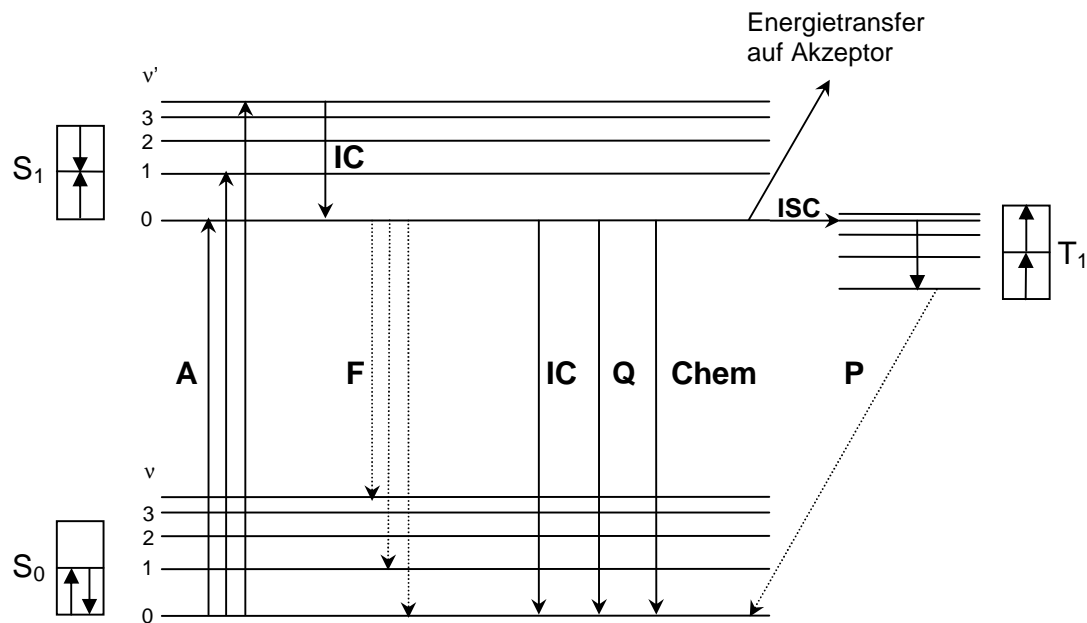 Energietransfer
auf Akzeptor
ν'
3
2
IC
S₁
1
0
ISC
T₁
A
F
IC
Q
Chem
P
ν
3
2
S₀
1
0